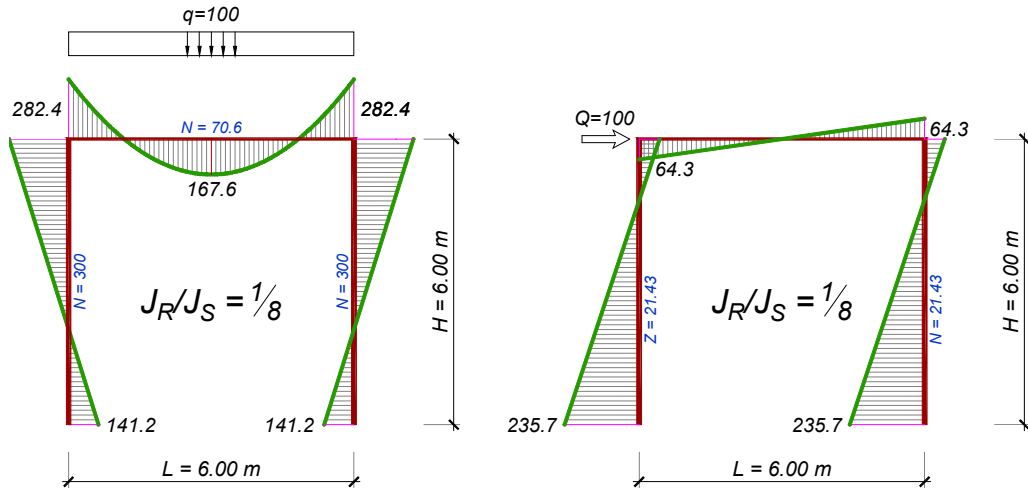 q=100
282.4
282.4
N = 70.6
167.6
N = 300
N = 300
J_R/J_S = 1/8
H = 6.00 m
141.2
141.2
L = 6.00 m
Q=100
64.3
64.3
Z = 21.43
N = 21.43
J_R/J_S = 1/8
H = 6.00 m
235.7
235.7
L = 6.00 m